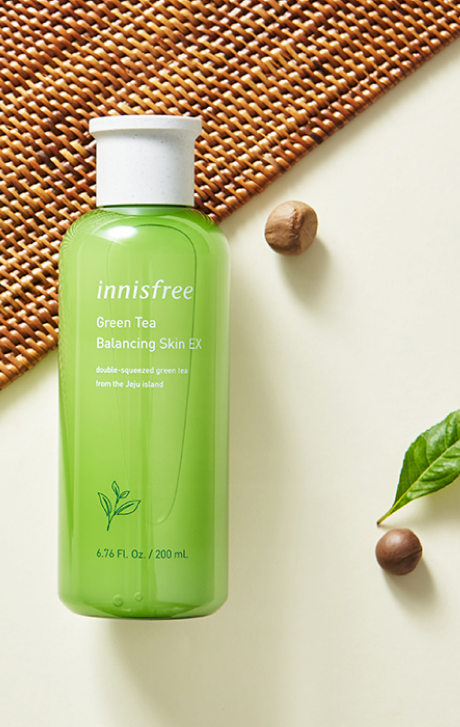 innisfree
Green Tea
Balancing Skin EX
double-squeezed green tea
from the Jeju island
6.76 Fl. Oz. / 200 ml.